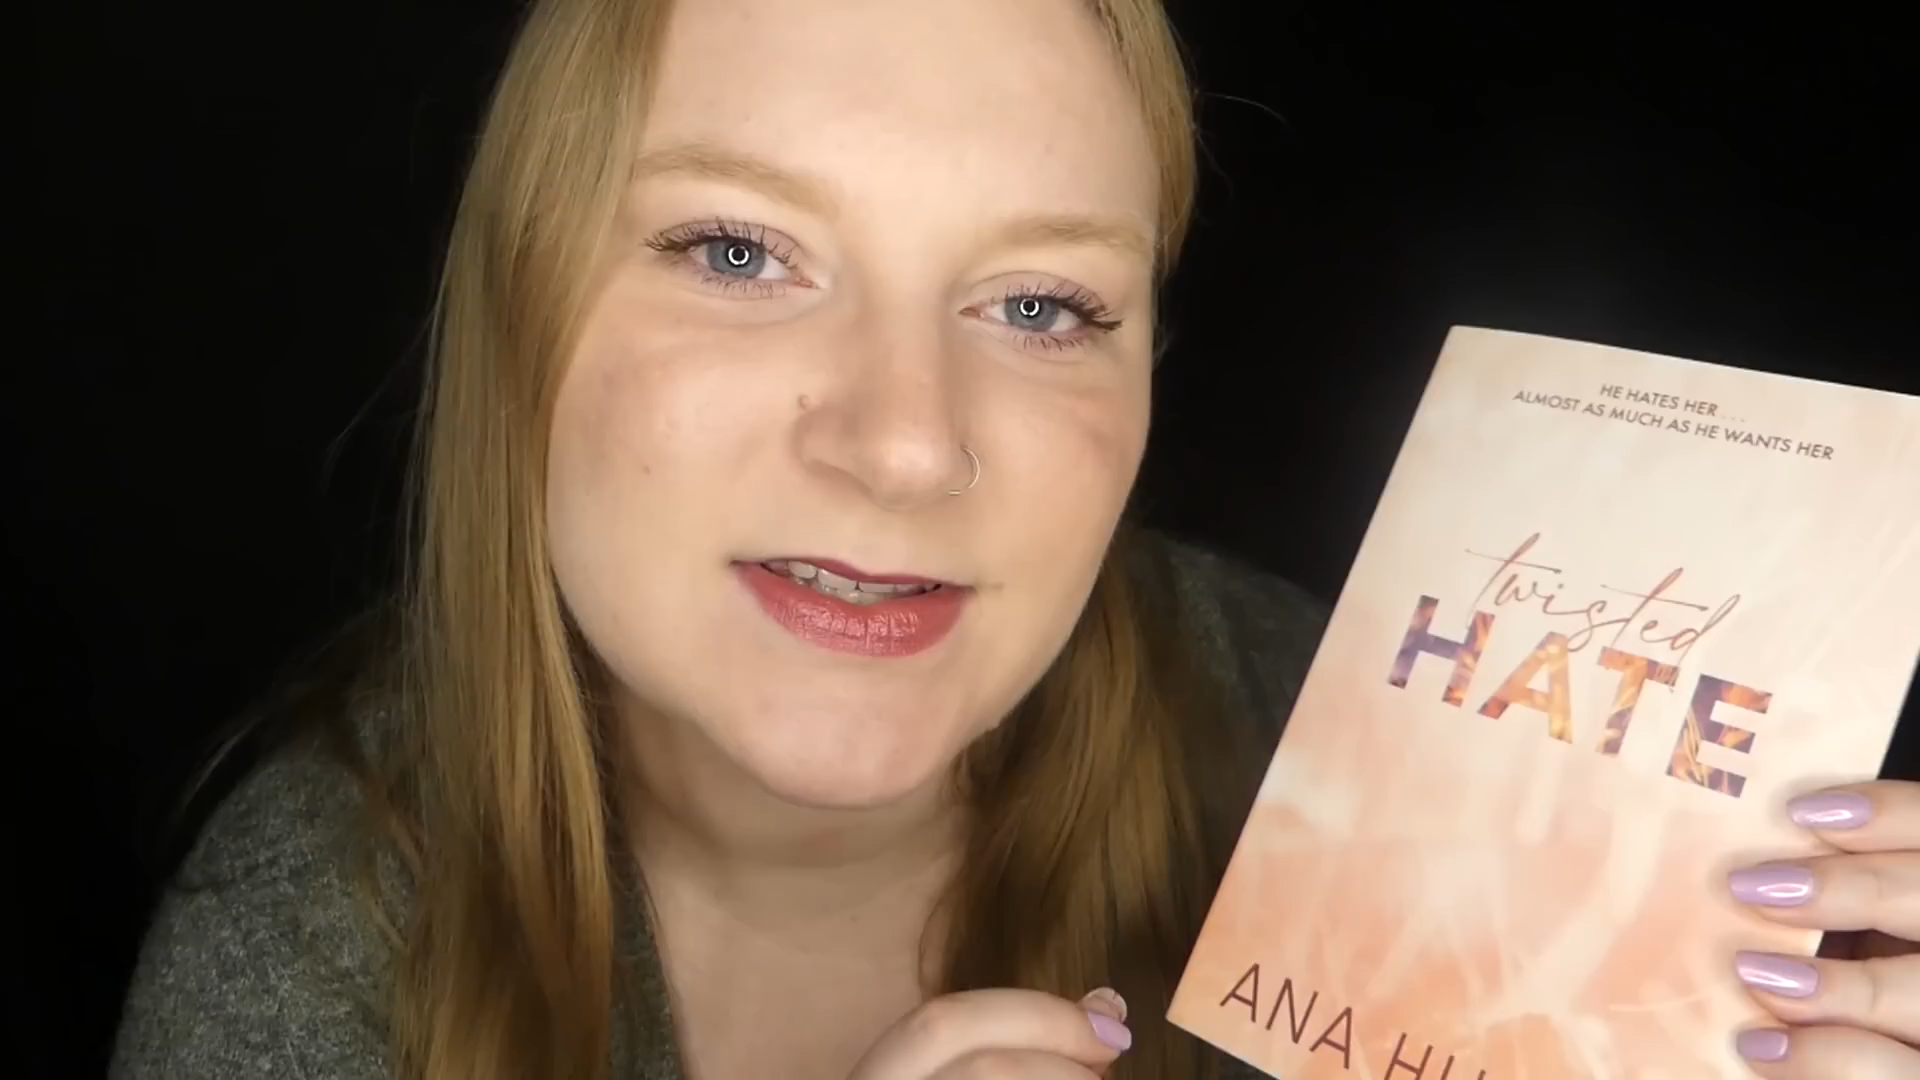 HE HATES HER...
ALMOST AS MUCH AS HE WANTS HER
twisted
HATE
ANA